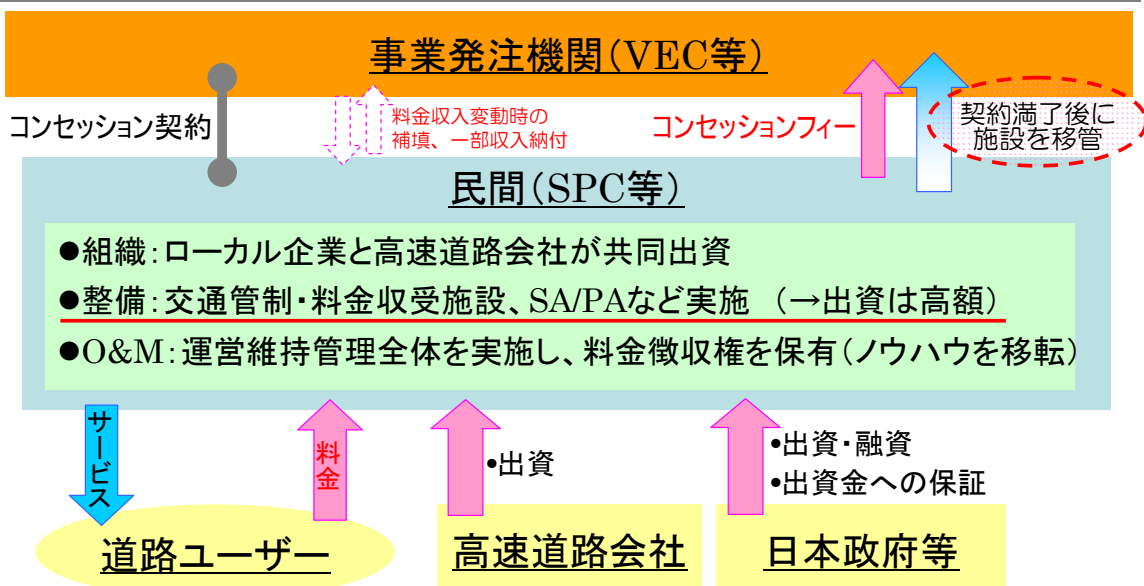 事業発注機関(VEC等)
コンセッション契約
料金収入変動時の
補填、一部収入納付
コンセッションフィー
契約満了後に
施設を移管
民間(SPC等)
●組織:ローカル企業と高速道路会社が共同出資
●整備:交通管制・料金収受施設、SA/PAなど実施 (→出資は高額)
●O&M:運営維持管理全体を実施し、料金徴収権を保有(ノウハウを移転)
サービス
料金
•出資
•出資・融資
•出資金への保証
道路ユーザー
高速道路会社
日本政府等